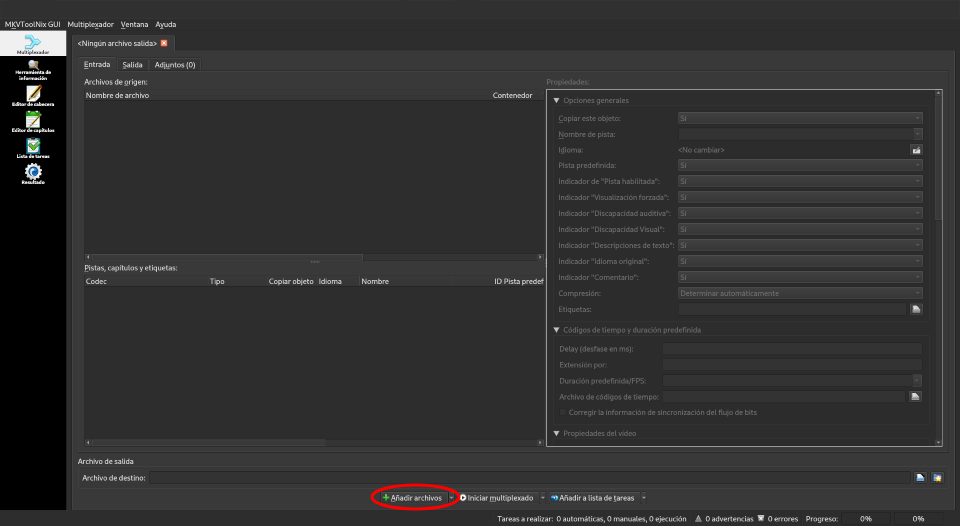 MKVToolNix GUI Multiplexador Ventana Ayuda
Multiplexador
Herramienta de
información
Editor de cabecera
Editor de capítulos
Lista de tareas
Resultado
<Ningún archivo salida>
Entrada Salida Adjuntos (0)
Archivos de origen:
Nombre de archivo Contenedor
Pistas, capítulos y etiquetas:
Codec Tipo Copiar objeto Idioma Nombre ID Pista predef
Propiedades:
Opciones generales
Copiar este objeto: Sí
Nombre de pista:
Idioma: <No cambiar>
Pista predefinida: Sí
Indicador de "Pista habilitada": Sí
Indicador "Visualización forzada": Sí
Indicador "Discapacidad auditiva": Sí
Indicador "Discapacidad Visual": Sí
Indicador "Descripciones de texto": Sí
Indicador "Idioma original": Sí
Indicador "Comentario": Sí
Compresión: Determinar automáticamente
Etiquetas:
Códigos de tiempo y duración predefinida
Delay (desfase en ms):
Extensión por:
Duración predefinida/FPS:
Archivo de códigos de tiempo:
Corregir la información de sincronización del flujo de bits
Propiedades del vídeo
Archivo de salida
Archivo de destino:
Añadir archivos Iniciar multiplexado Añadir a lista de tareas
Tareas a realizar: 0 automáticas, 0 manuales, 0 ejecución 0 advertencias 0 errores Progreso: 0% 0%